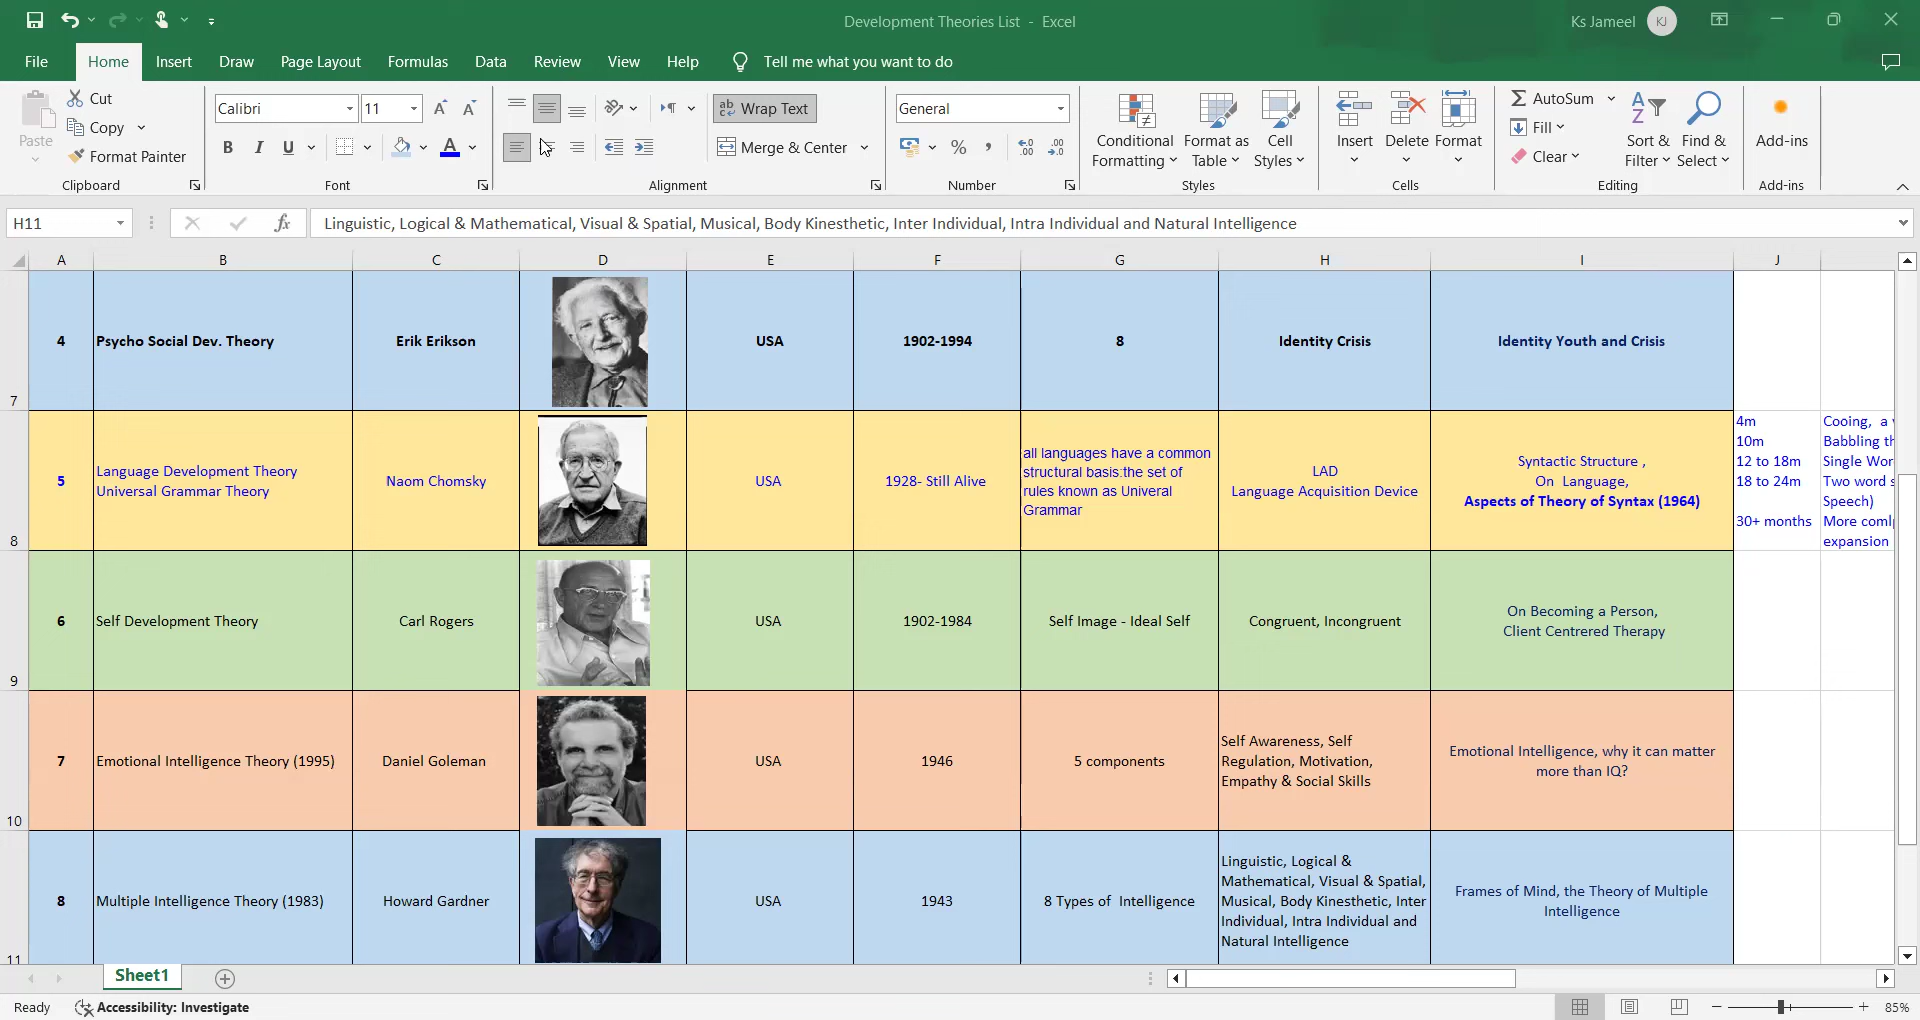 Development Theories List - Excel
Ks Jameel KJ
File Home Insert Draw Page Layout Formulas Data Review View Help Tell me what you want to do
Paste
Cut
Copy
Format Painter
Clipboard
Calibri 11
B I U
Font
Wrap Text
Merge & Center
Alignment
General
Number
Conditional Formatting
Format as Table
Cell Styles
Styles
Insert
Delete
Format
Cells
AutoSum
Fill
Clear
Sort & Filter
Find & Select
Editing
Add-ins
Add-ins
H11 fx Linguistic, Logical & Mathematical, Visual & Spatial, Musical, Body Kinesthetic, Inter Individual, Intra Individual and Natural Intelligence
A B C D E F G H I J
7
4
Psycho Social Dev. Theory
Erik Erikson
USA
1902-1994
8
Identity Crisis
Identity Youth and Crisis
8
5
Language Development Theory
Universal Grammar Theory
Naom Chomsky
USA
1928- Still Alive
all languages have a common
structural basis:the set of
rules known as Univeral
Grammar
LAD
Language Acquisition Device
Syntactic Structure ,
On Language,
Aspects of Theory of Syntax (1964)
4m
10m
12 to 18m
18 to 24m
30+ months
Cooing, a
Babbling
Single
Two word
Speech)
More
expansion
9
6
Self Development Theory
Carl Rogers
USA
1902-1984
Self Image - Ideal Self
Congruent, Incongruent
On Becoming a Person,
Client Centrered Therapy
10
7
Emotional Intelligence Theory (1995)
Daniel Goleman
USA
1946
5 components
Self Awareness, Self
Regulation, Motivation,
Empathy & Social Skills
Emotional Intelligence, why it can matter
more than IQ?
11
8
Multiple Intelligence Theory (1983)
Howard Gardner
USA
1943
8 Types of Intelligence
Linguistic, Logical &
Mathematical, Visual & Spatial,
Musical, Body Kinesthetic, Inter
Individual, Intra Individual and
Natural Intelligence
Frames of Mind, the Theory of Multiple
Intelligence
Sheet1
Ready Accessibility: Investigate 85%